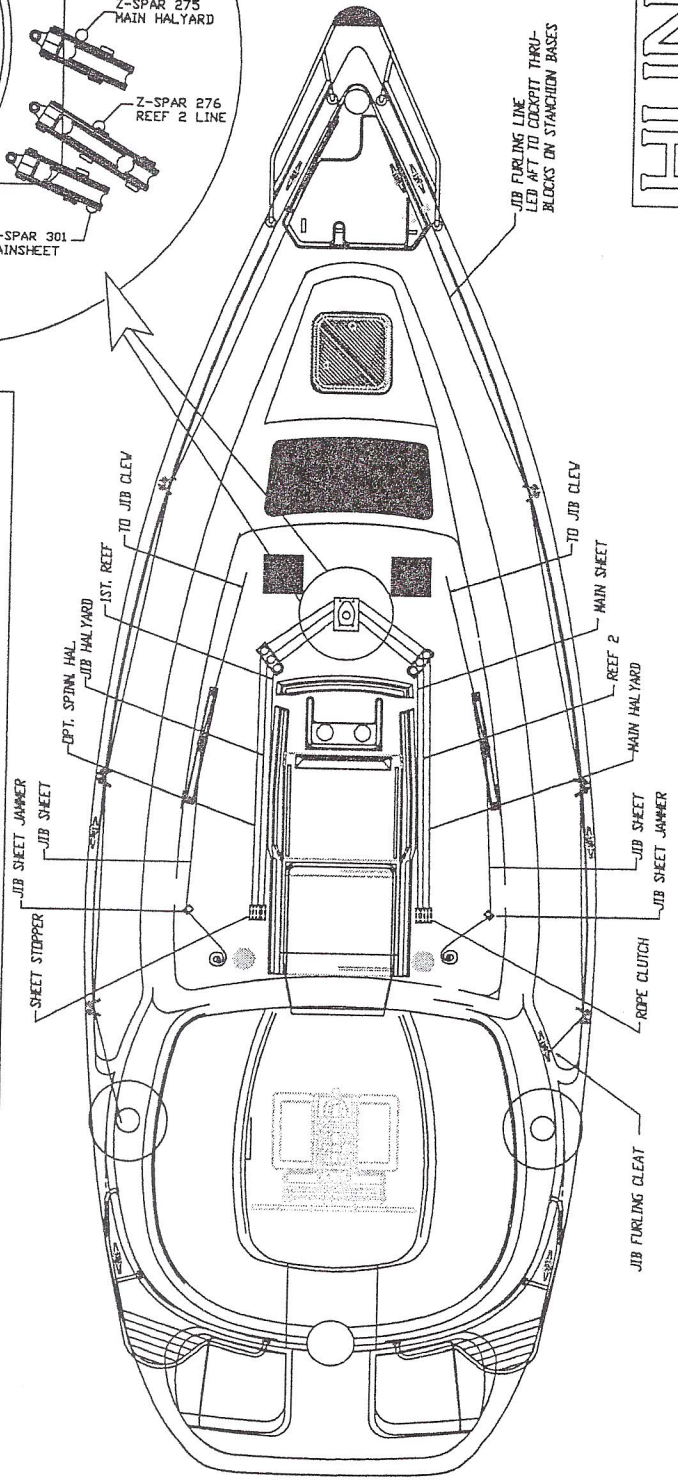 Z-SPAR 275
MAIN HALYARD
Z-SPAR 276
REEF 2 LINE
-SPAR 301
AINSHEET
JIB FURLING LINE
LED AFT TO COCKPIT THRU-
BLOCKS ON STANCHION BASES
HUN
SHEET STOPPER
JIB SHEET JAMMER
JIB SHEET
OPT. SPINN. HAL.
JIB HALYARD
1ST. REEF
TO JIB CLEW
TO JIB CLEW
MAIN SHEET
REEF 2
MAIN HALYARD
JIB SHEET
JIB SHEET JAMMER
ROPE CLUTCH
JIB FURLING CLEAT